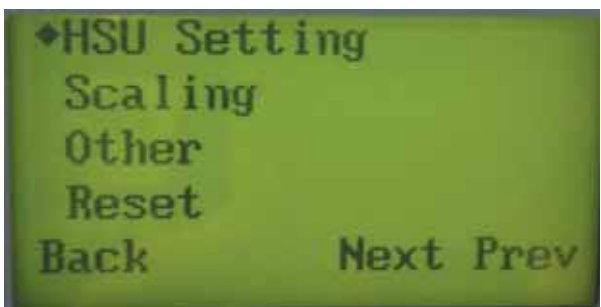 ◆HSU Setting
Scaling
Other
Reset
Back Next Prev